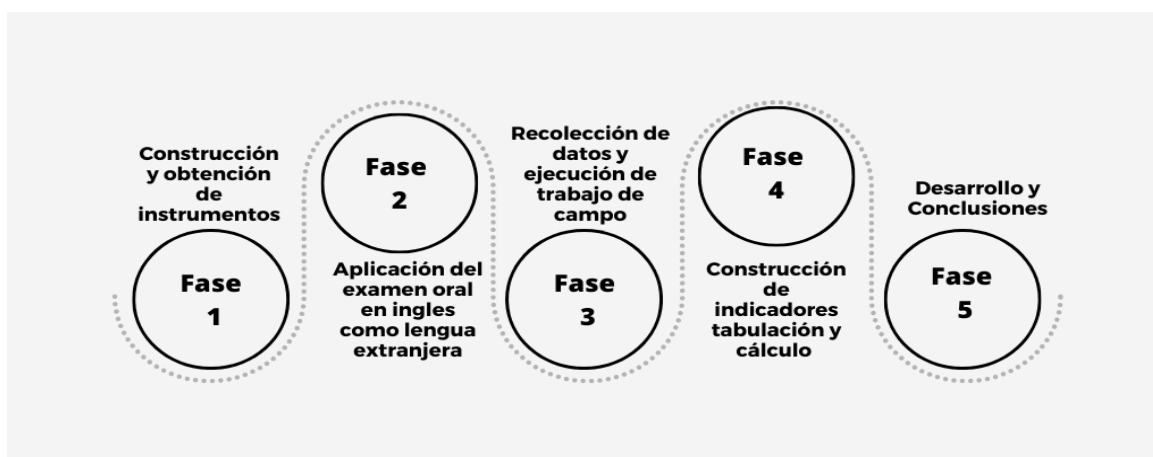 Construcción
y obtención
de
instrumentos
Fase
1
Fase
2
Aplicación del
examen oral
en ingles
como lengua
extranjera
Recolección de
datos y
ejecución de
trabajo de
campo
Fase
3
Fase
4
Construcción
de
indicadores
tabulación y
cálculo
Desarrollo y
Conclusiones
Fase
5